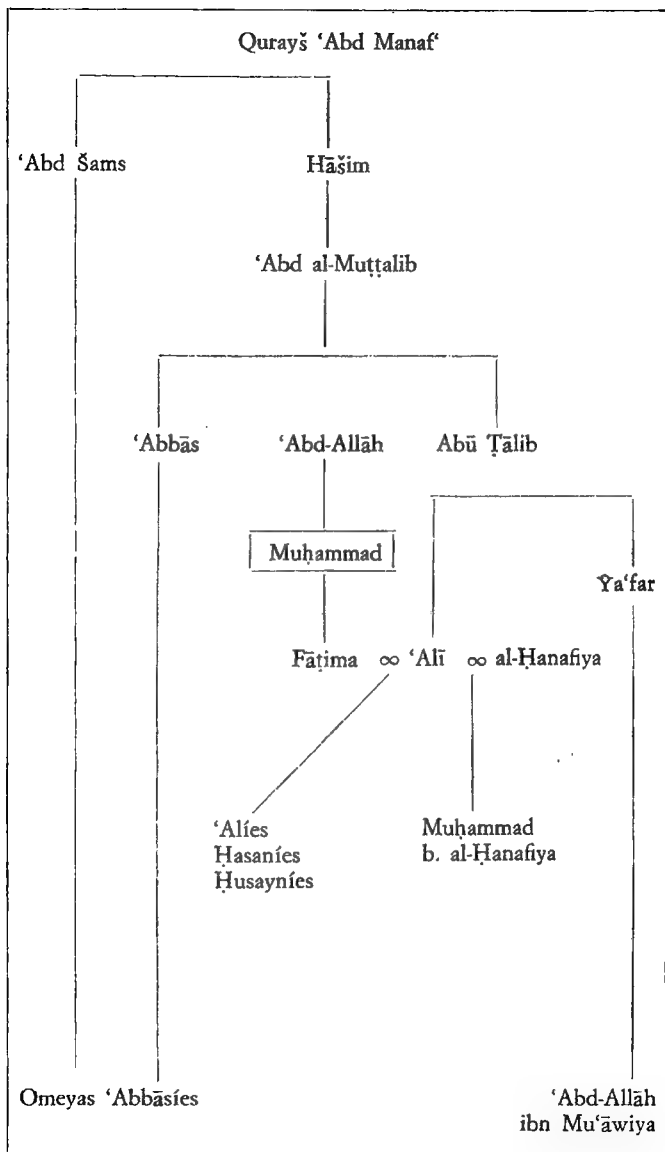 Qurayš ‘Abd Manaf‘
‘Abd Šams Hāšim
‘Abd al-Muṭṭalib
‘Abbās ‘Abd-Allāh Abū Ṭālib
Muḥammad
Ŷa‘far
Fāṭima ∞ ‘Alī ∞ al-Ḥanafiya
‘Alíes
Ḥasaníes
Ḥusayníes
Muḥammad
b. al-Ḥanafiya
Omeyas ‘Abbāsíes
‘Abd-Allāh
ibn Mu‘āwiya